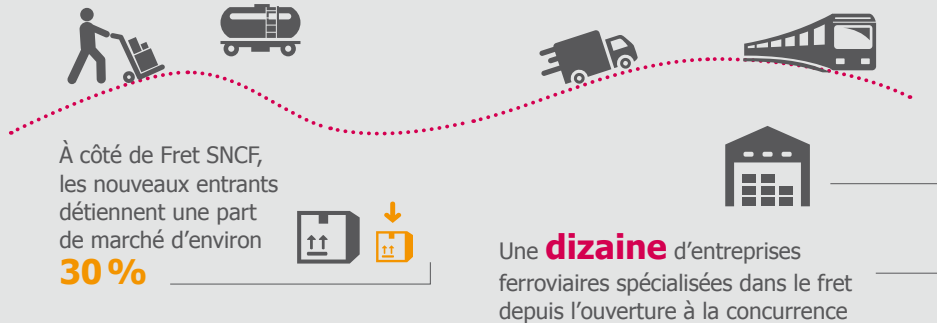 À côté de Fret SNCF,
les nouveaux entrants
détiennent une part
de marché d’environ
30 %
Une dizaine d’entreprises
ferroviaires spécialisées dans le fret
depuis l’ouverture à la concurrence